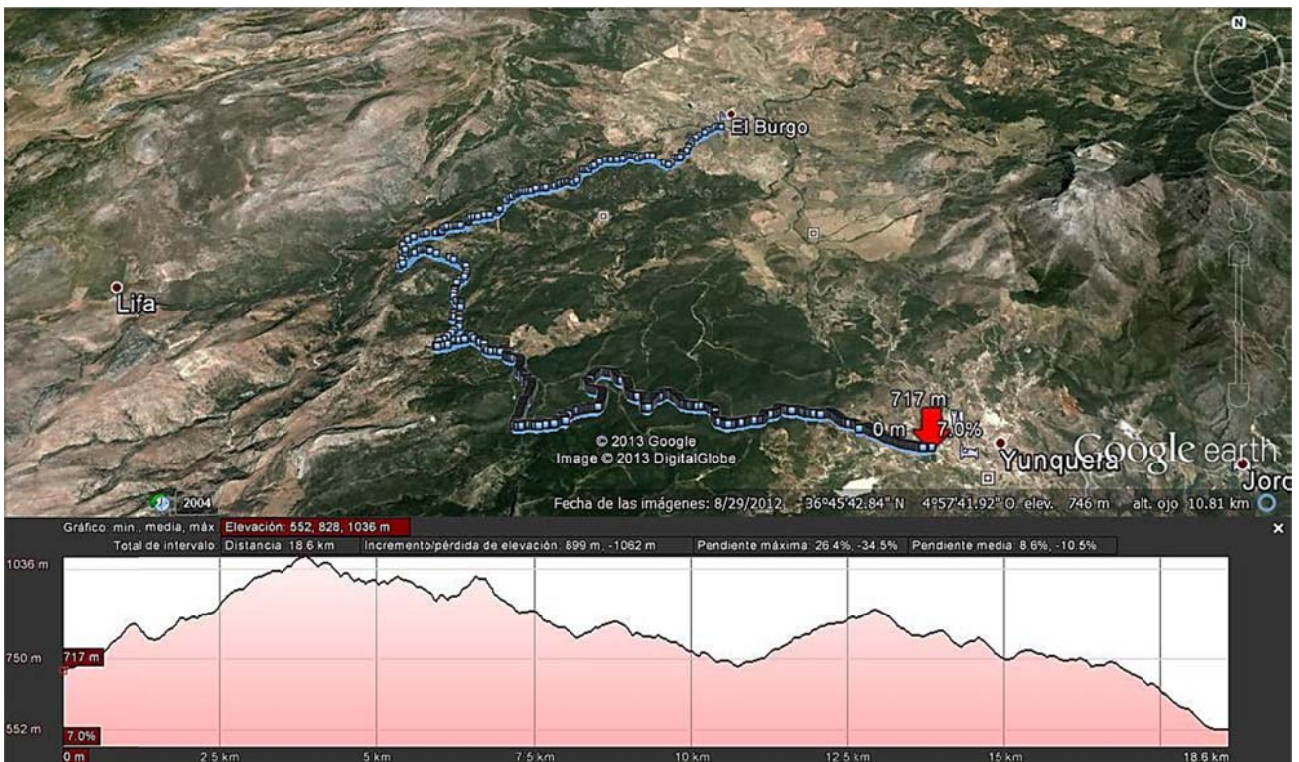 N
El Burgo
Lifa
717 m
0 m 7.0%
© 2013 Google
Image © 2013 DigitalGlobe
Yunquera
Google earth
Joro
2004
Fecha de las imágenes: 8/29/2012 36°45'42.84" N 4°57'41.92" O. elev. 746 m alt. ojo 10.81 km
Gráfico: min., media, máx Elevación: 552, 828, 1036 m
Total de intervalo: Distancia: 18.6 km Incremento/pérdida de elevación: 899 m, -1062 m Pendiente máxima: 26.4%, -34.5% Pendiente media: 8.6%, -10.5%
1036 m
750 m
717 m
552 m
7.0%
0 m 2.5 km 5 km 7.5 km 10 km 12.5 km 15 km 18.6 km